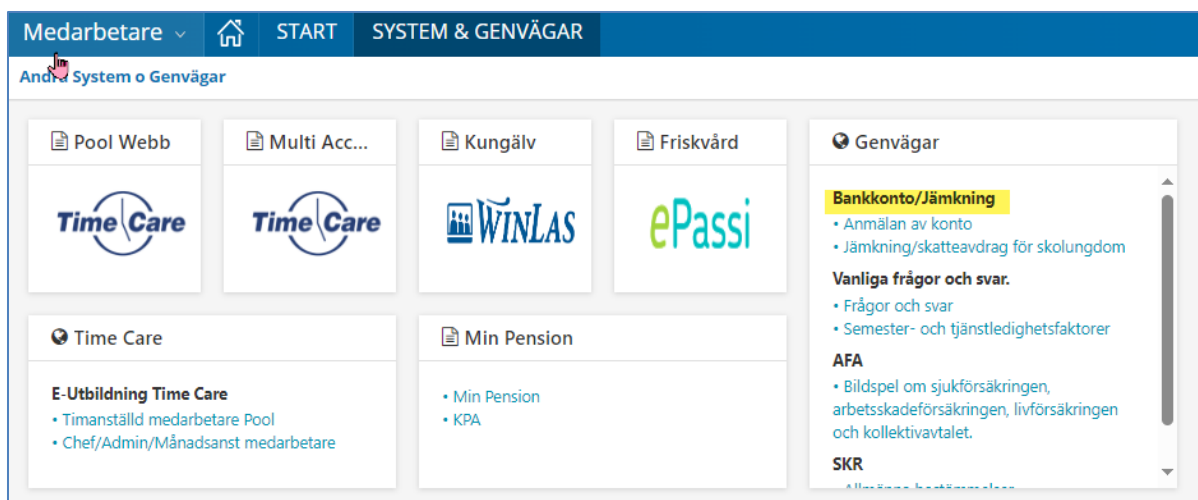 Medarbetare START SYSTEM & GENVÄGAR
Andra System o Genvägar
Pool Webb
Time Care
Multi Acc...
Time Care
Kungälv
WINLAS
Friskvård
ePassi
Genvägar
Bankkonto/Jämkning
• Anmälan av konto
• Jämkning/skatteavdrag för skolungdom
Vanliga frågor och svar.
• Frågor och svar
• Semester- och tjänstledighetsfaktorer
AFA
• Bildspel om sjukförsäkringen,
arbetsskadeförsäkringen, livförsäkringen
och kollektivavtalet.
SKR
Time Care
E-Utbildning Time Care
• Timanställd medarbetare Pool
• Chef/Admin/Månadsanst medarbetare
Min Pension
• Min Pension
• KPA